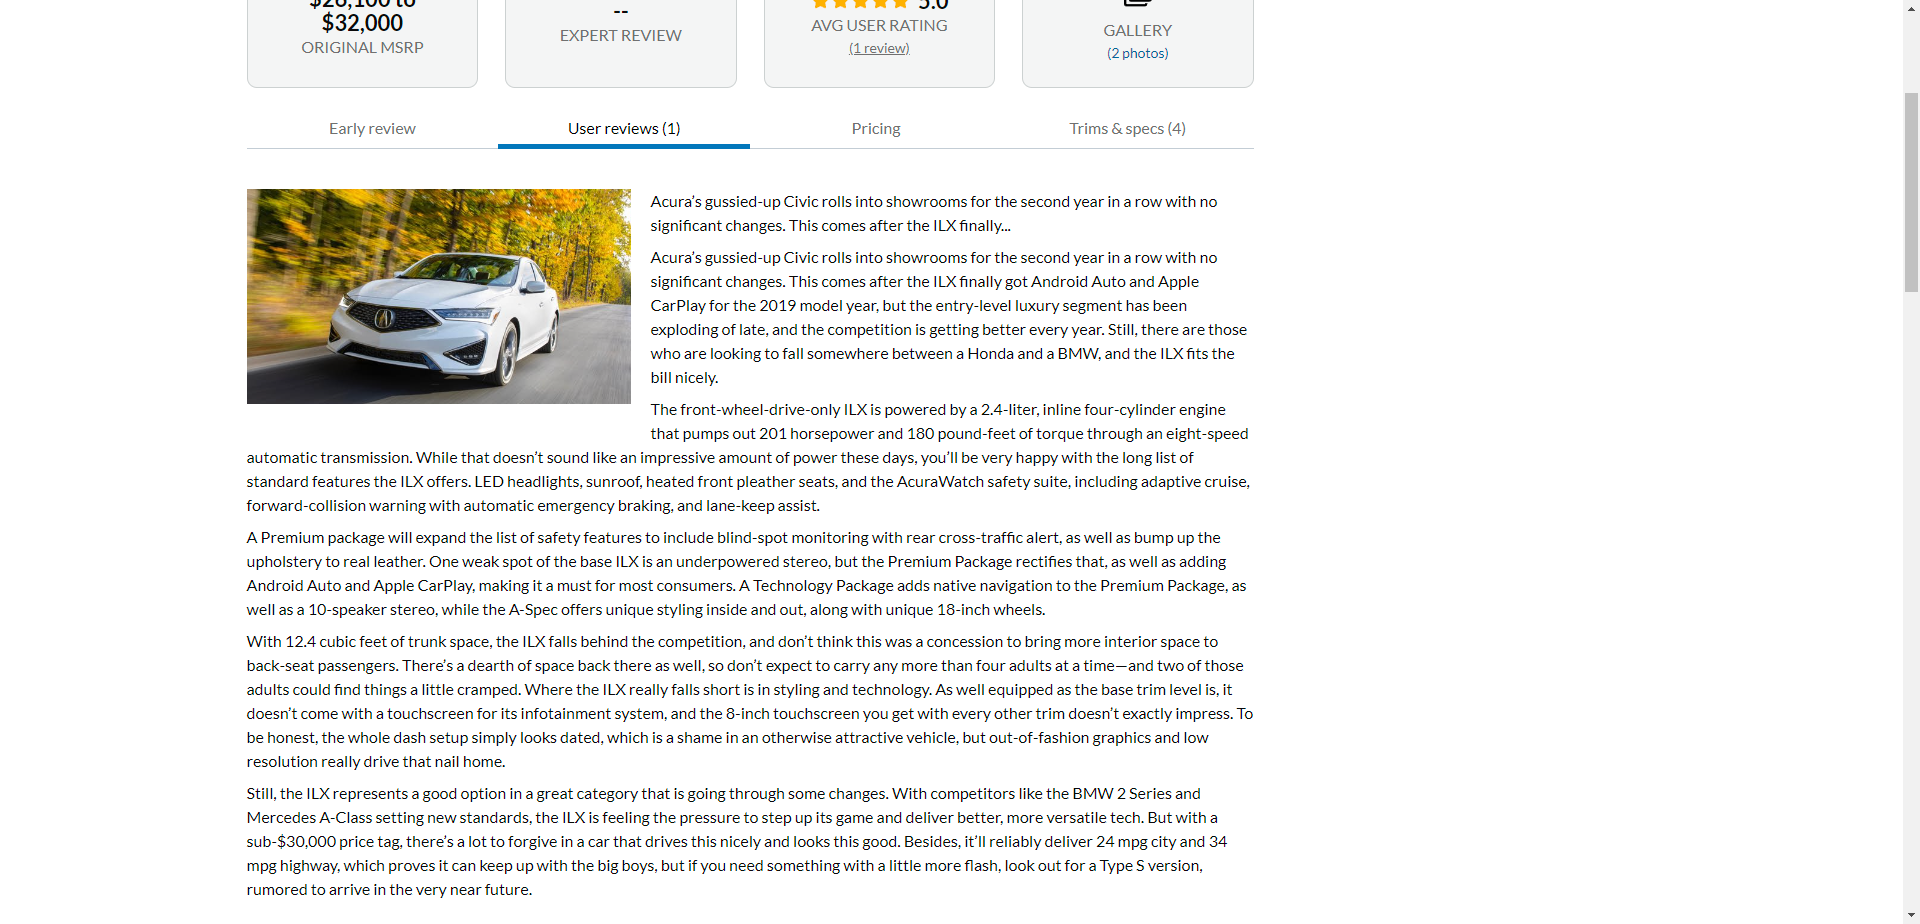 $26,100 to
$32,000
ORIGINAL MSRP
--
EXPERT REVIEW
5.0
AVG USER RATING
(1 review)
GALLERY
(2 photos)
Early review
User reviews (1)
Pricing
Trims & specs (4)
Acura’s gussied-up Civic rolls into showrooms for the second year in a row with no
significant changes. This comes after the ILX finally...
Acura’s gussied-up Civic rolls into showrooms for the second year in a row with no
significant changes. This comes after the ILX finally got Android Auto and Apple
CarPlay for the 2019 model year, but the entry-level luxury segment has been
exploding of late, and the competition is getting better every year. Still, there are those
who are looking to fall somewhere between a Honda and a BMW, and the ILX fits the
bill nicely.
The front-wheel-drive-only ILX is powered by a 2.4-liter, inline four-cylinder engine
that pumps out 201 horsepower and 180 pound-feet of torque through an eight-speed
automatic transmission. While that doesn’t sound like an impressive amount of power these days, you’ll be very happy with the long list of
standard features the ILX offers. LED headlights, sunroof, heated front pleather seats, and the AcuraWatch safety suite, including adaptive cruise,
forward-collision warning with automatic emergency braking, and lane-keep assist.
A Premium package will expand the list of safety features to include blind-spot monitoring with rear cross-traffic alert, as well as bump up the
upholstery to real leather. One weak spot of the base ILX is an underpowered stereo, but the Premium Package rectifies that, as well as adding
Android Auto and Apple CarPlay, making it a must for most consumers. A Technology Package adds native navigation to the Premium Package, as
well as a 10-speaker stereo, while the A-Spec offers unique styling inside and out, along with unique 18-inch wheels.
With 12.4 cubic feet of trunk space, the ILX falls behind the competition, and don’t think this was a concession to bring more interior space to
back-seat passengers. There’s a dearth of space back there as well, so don’t expect to carry any more than four adults at a time—and two of those
adults could find things a little cramped. Where the ILX really falls short is in styling and technology. As well equipped as the base trim level is, it
doesn’t come with a touchscreen for its infotainment system, and the 8-inch touchscreen you get with every other trim doesn’t exactly impress. To
be honest, the whole dash setup simply looks dated, which is a shame in an otherwise attractive vehicle, but out-of-fashion graphics and low
resolution really drive that nail home.
Still, the ILX represents a good option in a great category that is going through some changes. With competitors like the BMW 2 Series and
Mercedes A-Class setting new standards, the ILX is feeling the pressure to step up its game and deliver better, more versatile tech. But with a
sub-$30,000 price tag, there’s a lot to forgive in a car that drives this nicely and looks this good. Besides, it’ll reliably deliver 24 mpg city and 34
mpg highway, which proves it can keep up with the big boys, but if you need something with a little more flash, look out for a Type S version,
rumored to arrive in the very near future.